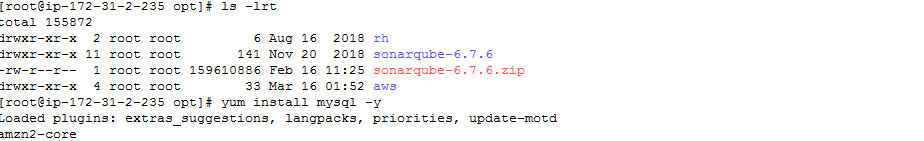 [root@ip-172-31-2-235 opt]# ls -lrt
total 155872
drwxr-xr-x  2 root root         6 Aug 16  2018 rh
drwxr-xr-x 11 root root       141 Nov 20  2018 sonarqube-6.7.6
-rw-r--r--  1 root root 159610886 Feb 16 11:25 sonarqube-6.7.6.zip
drwxr-xr-x  4 root root        33 Mar 16 01:52 aws
[root@ip-172-31-2-235 opt]# yum install mysql -y
Loaded plugins: extras_suggestions, langpacks, priorities, update-motd
amzn2-core